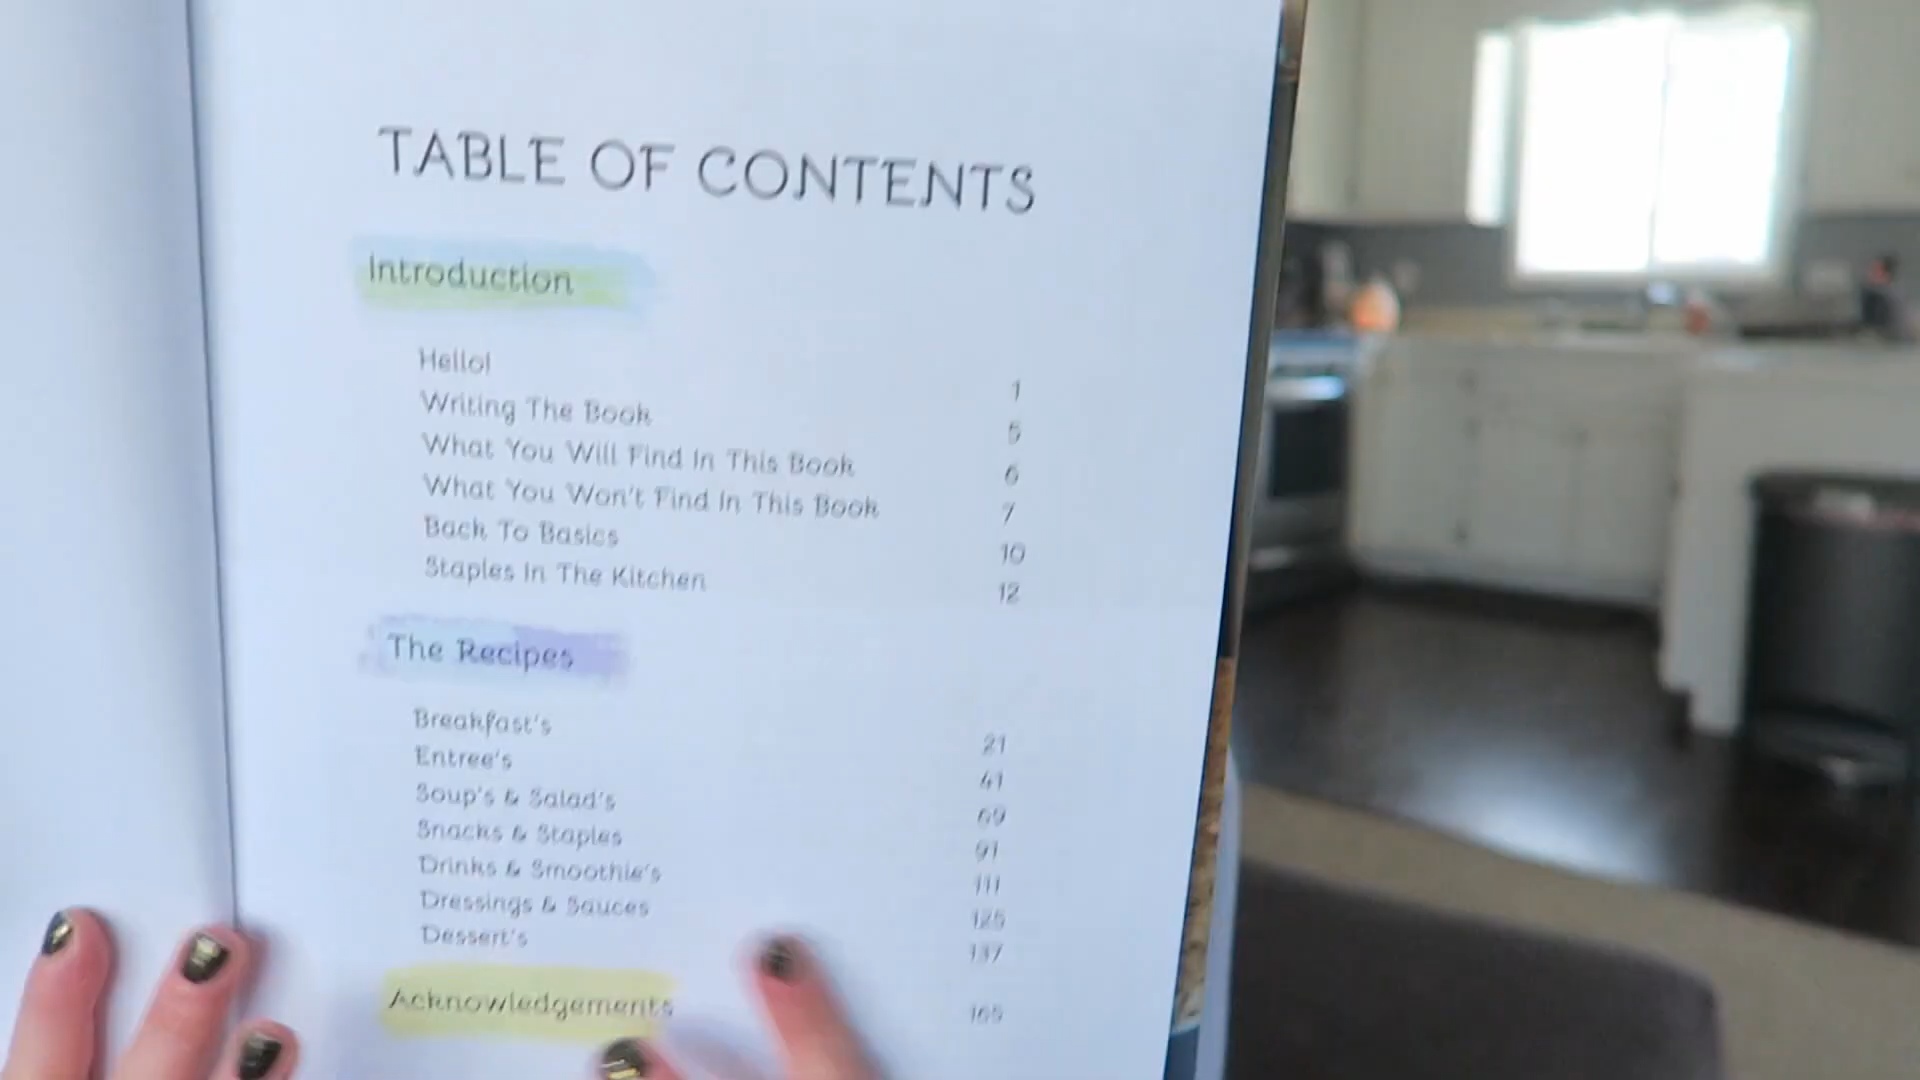 TABLE OF CONTENTS
Introduction
Hello! 1
Writing The Book 5
What You Will Find In This Book 6
What You Won't Find In This Book 7
Back To Basics 10
Staples In The Kitchen 12
The Recipes
Breakfast's 21
Entree's 41
Soup's & Salad's 69
Snacks & Staples 91
Drinks & Smoothie's 111
Dressings & Sauces 125
Dessert's 137
Acknowledgements 165